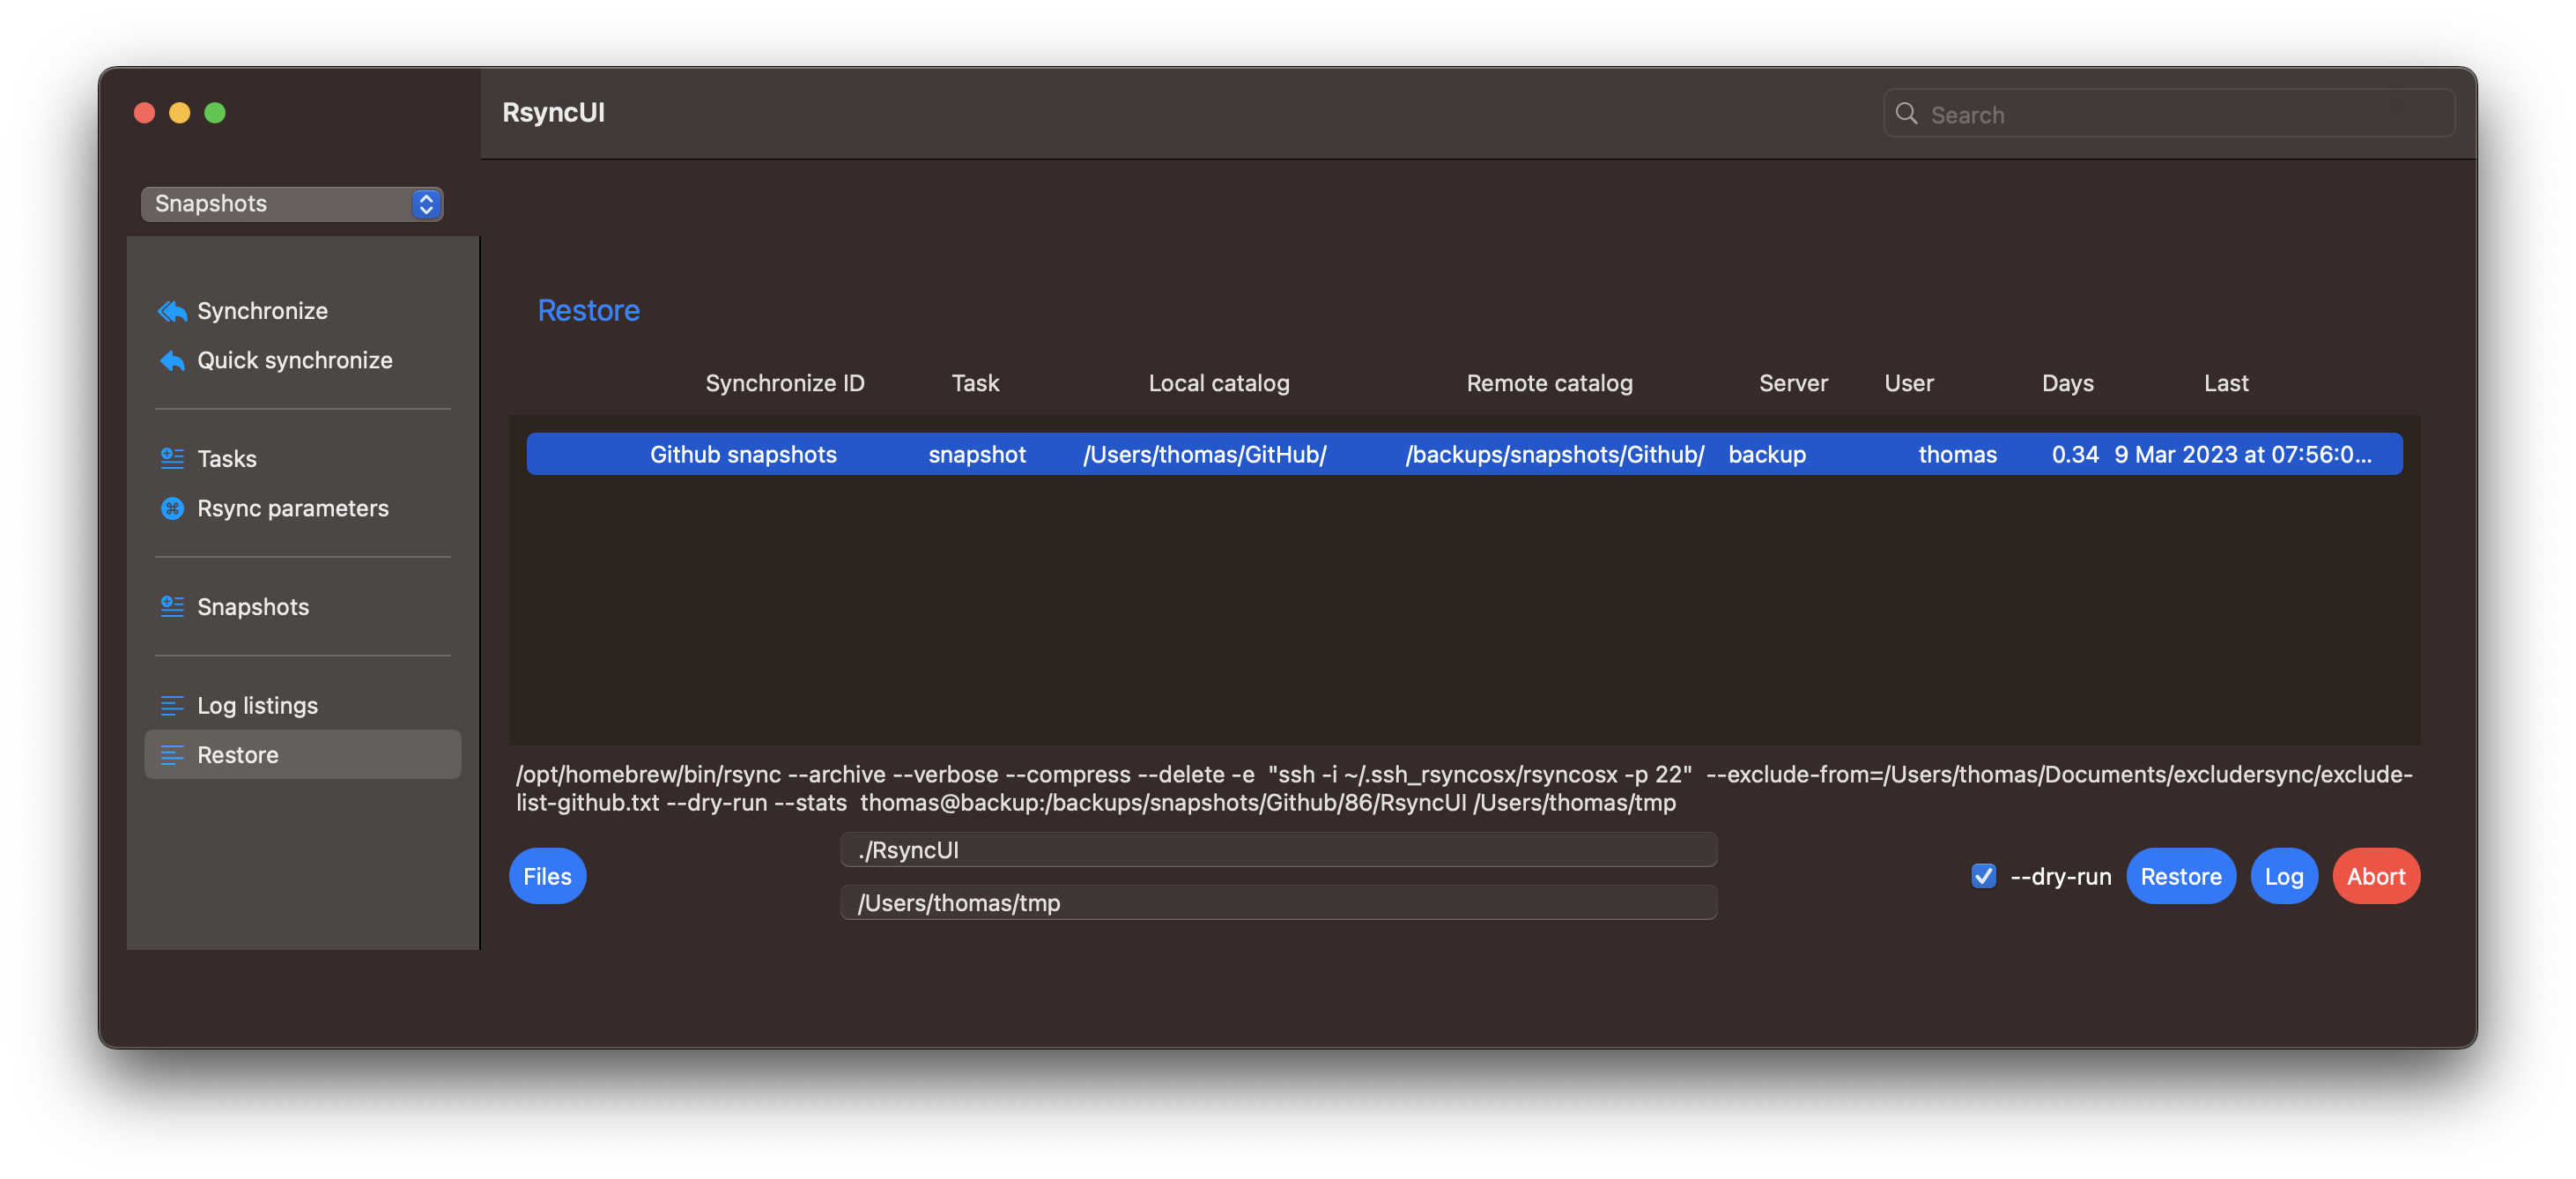 RsyncUI
Search
Snapshots
Synchronize
Quick synchronize
Tasks
Rsync parameters
Snapshots
Log listings
Restore
Restore
Synchronize ID Task Local catalog Remote catalog Server User Days Last
Github snapshots snapshot /Users/thomas/GitHub/ /backups/snapshots/Github/ backup thomas 0.34 9 Mar 2023 at 07:56:0...
/opt/homebrew/bin/rsync --archive --verbose --compress --delete -e "ssh -i ~/.ssh_rsyncosx/rsyncosx -p 22" --exclude-from=/Users/thomas/Documents/excludersync/exclude-
list-github.txt --dry-run --stats thomas@backup:/backups/snapshots/Github/86/RsyncUI /Users/thomas/tmp
Files
./RsyncUI
/Users/thomas/tmp
--dry-run
Restore
Log
Abort